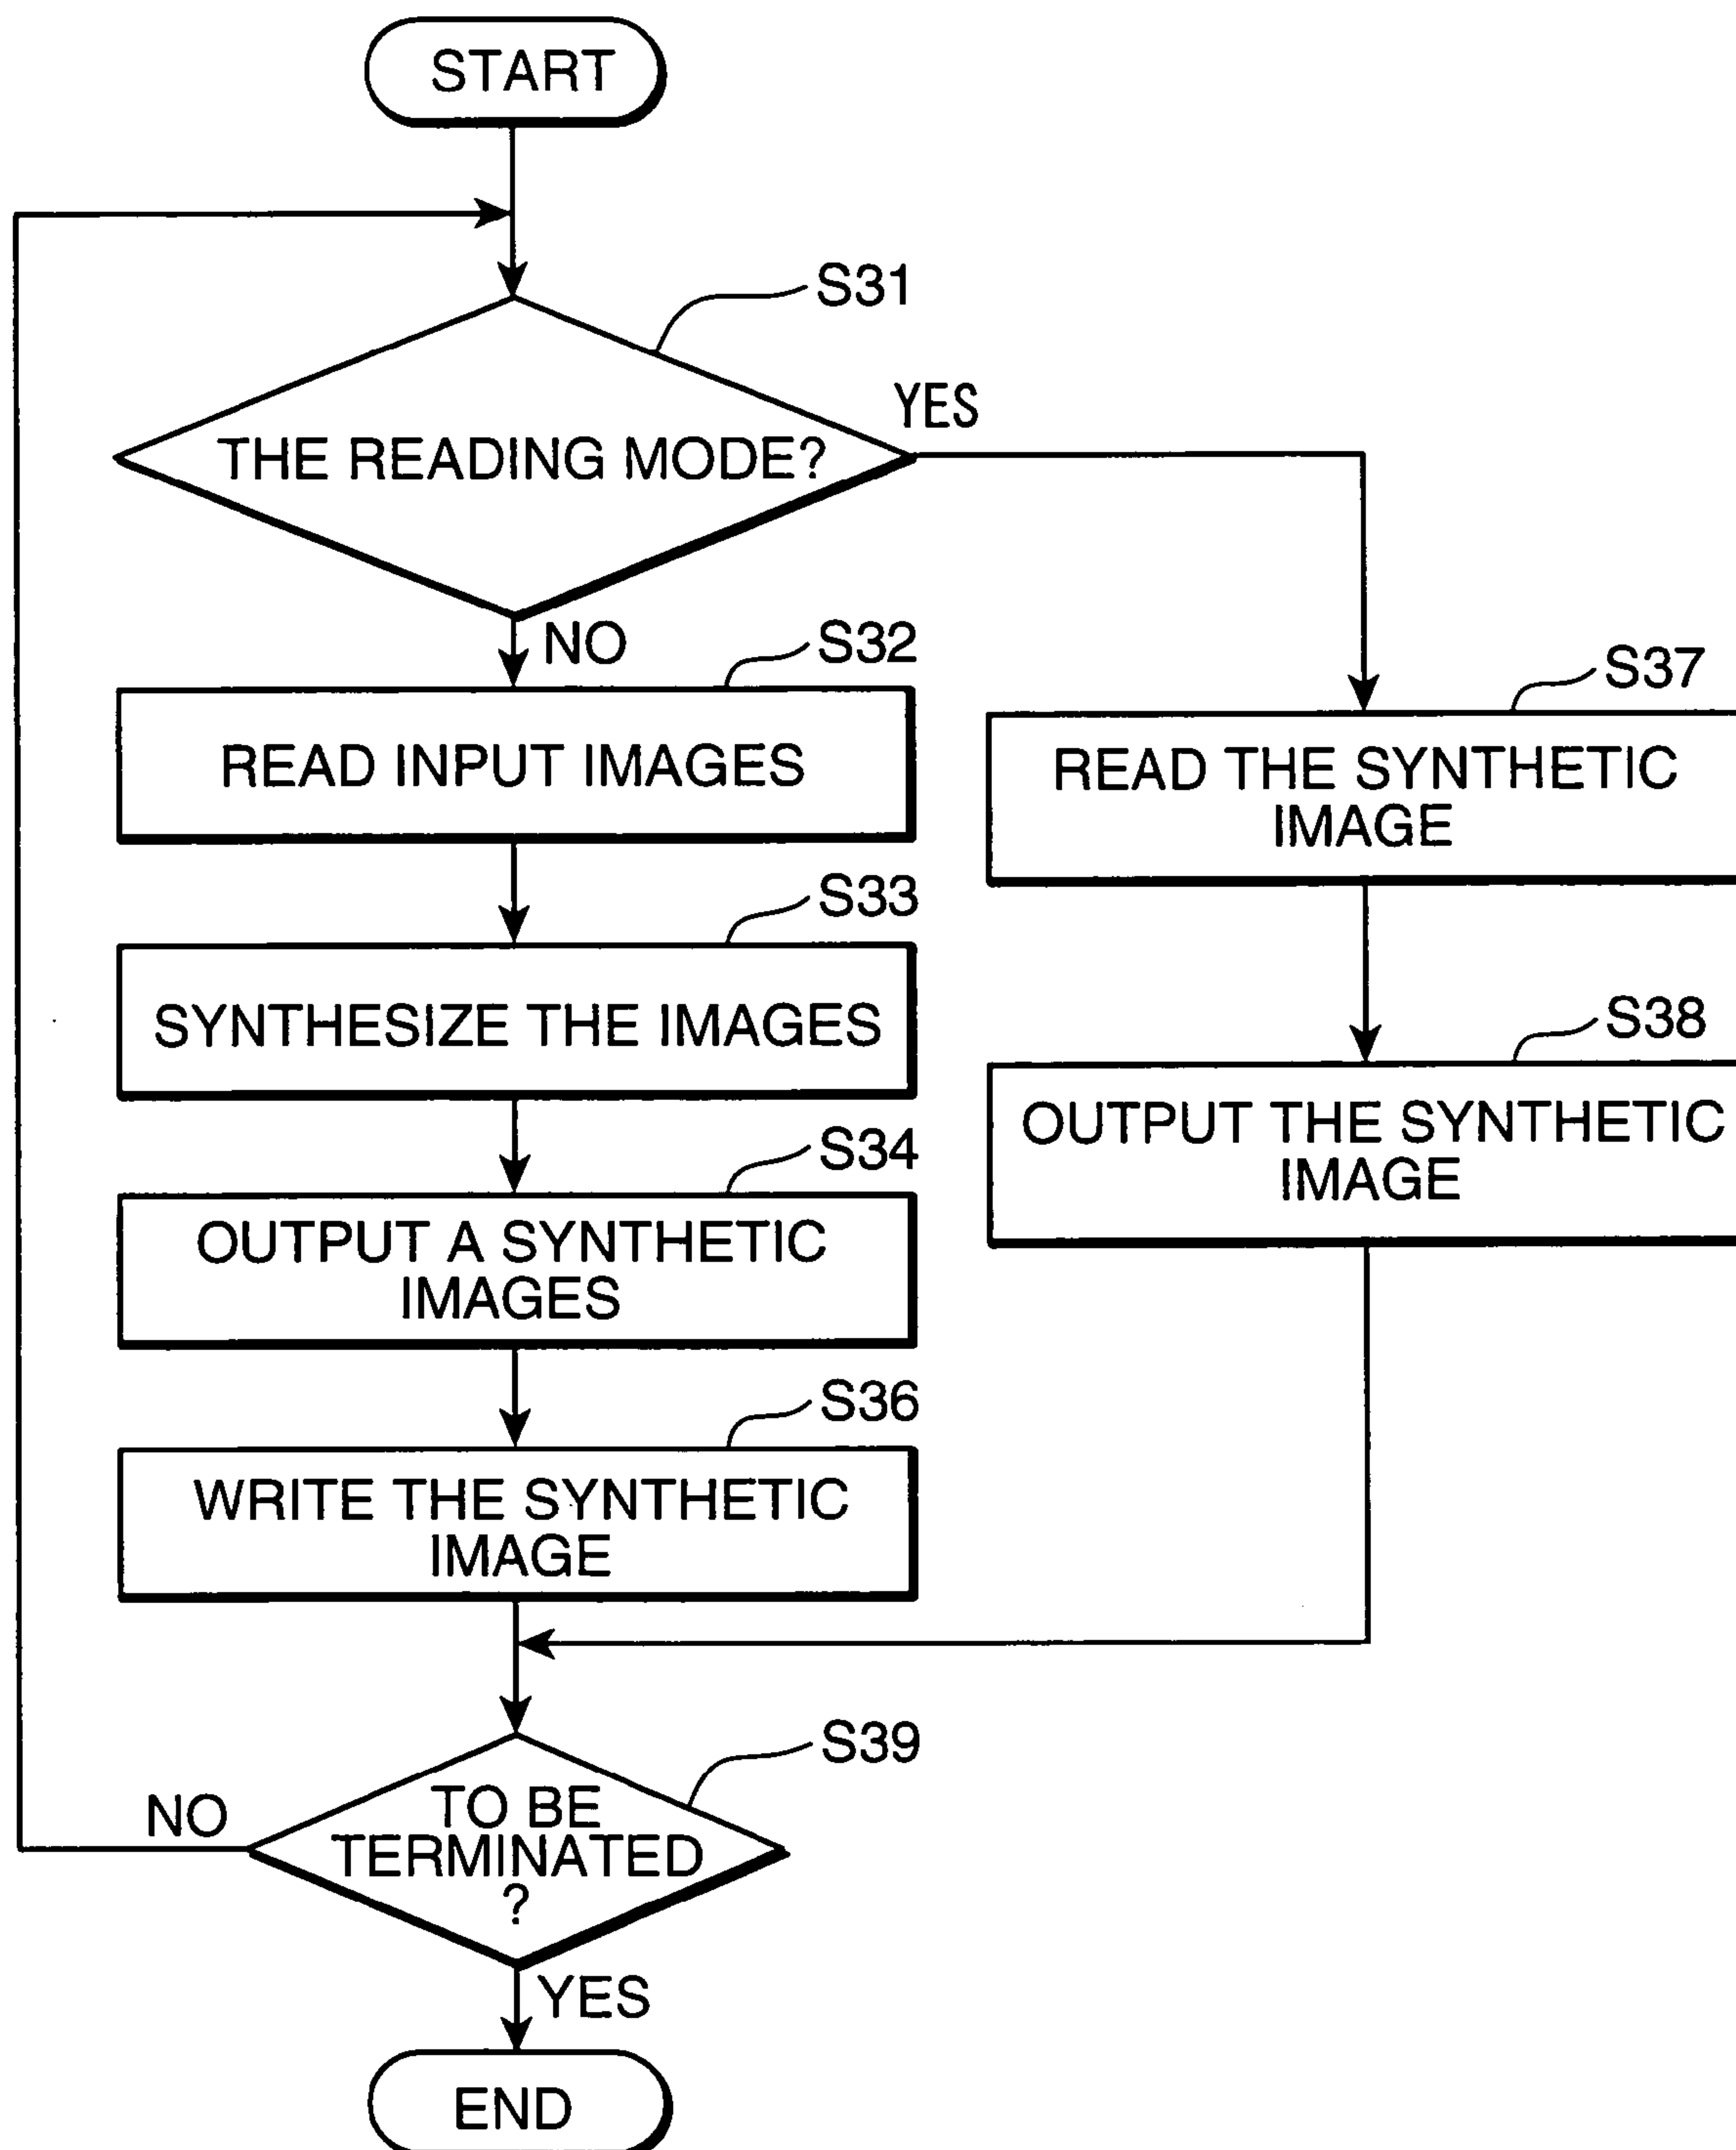 START
S31
YES
THE READING MODE?
NO
S32
READ INPUT IMAGES
S33
SYNTHESIZE THE IMAGES
S34
OUTPUT A SYNTHETIC
IMAGES
S36
WRITE THE SYNTHETIC
IMAGE
S37
READ THE SYNTHETIC
IMAGE
S38
OUTPUT THE SYNTHETIC
IMAGE
S39
TO BE
TERMINATED
?
NO
YES
END